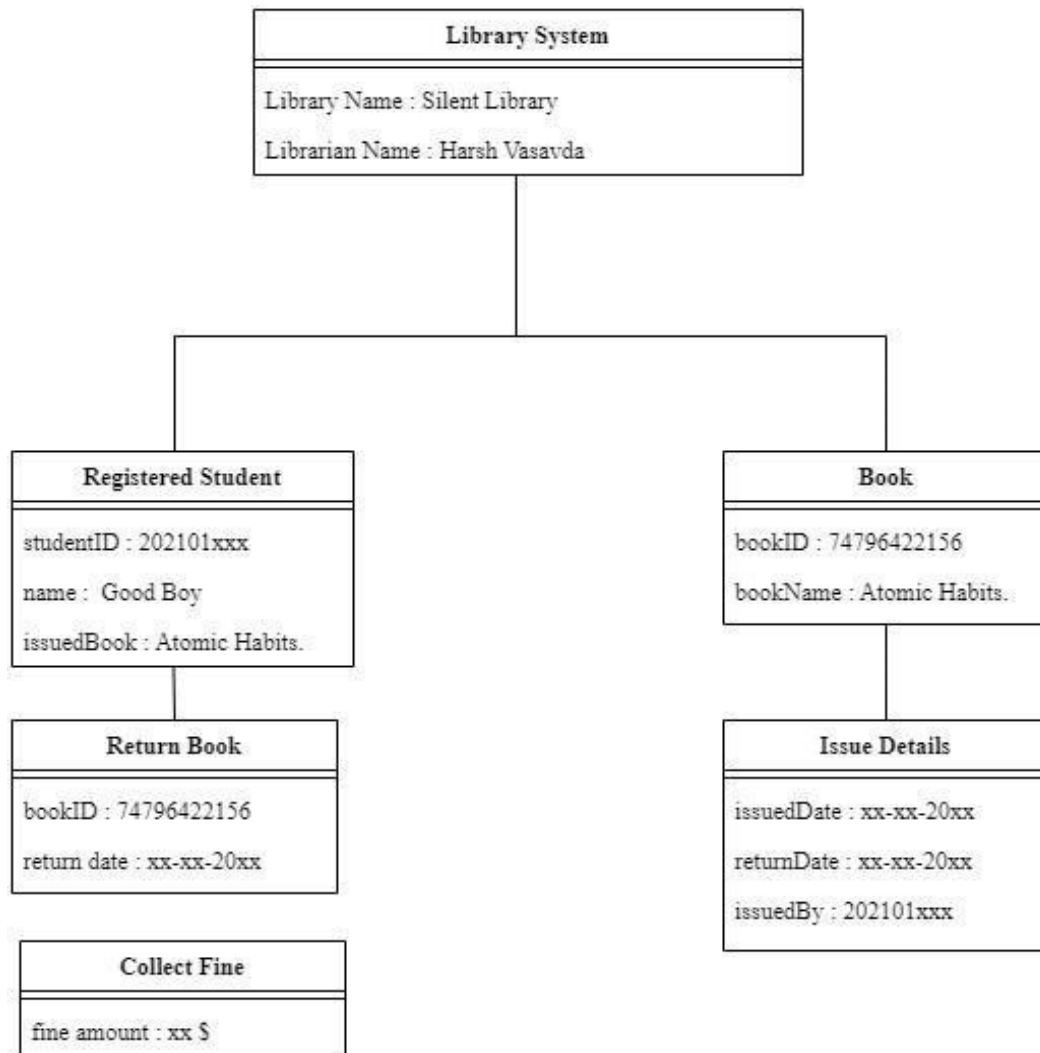 Library System
Library Name : Silent Library
Librarian Name : Harsh Vasavda
Registered Student
studentID : 202101xxx
name : Good Boy
issuedBook : Atomic Habits.
Book
bookID : 74796422156
bookName : Atomic Habits.
Return Book
bookID : 74796422156
return date : xx-xx-20xx
Issue Details
issuedDate : xx-xx-20xx
returnDate : xx-xx-20xx
issuedBy : 202101xxx
Collect Fine
fine amount : xx $